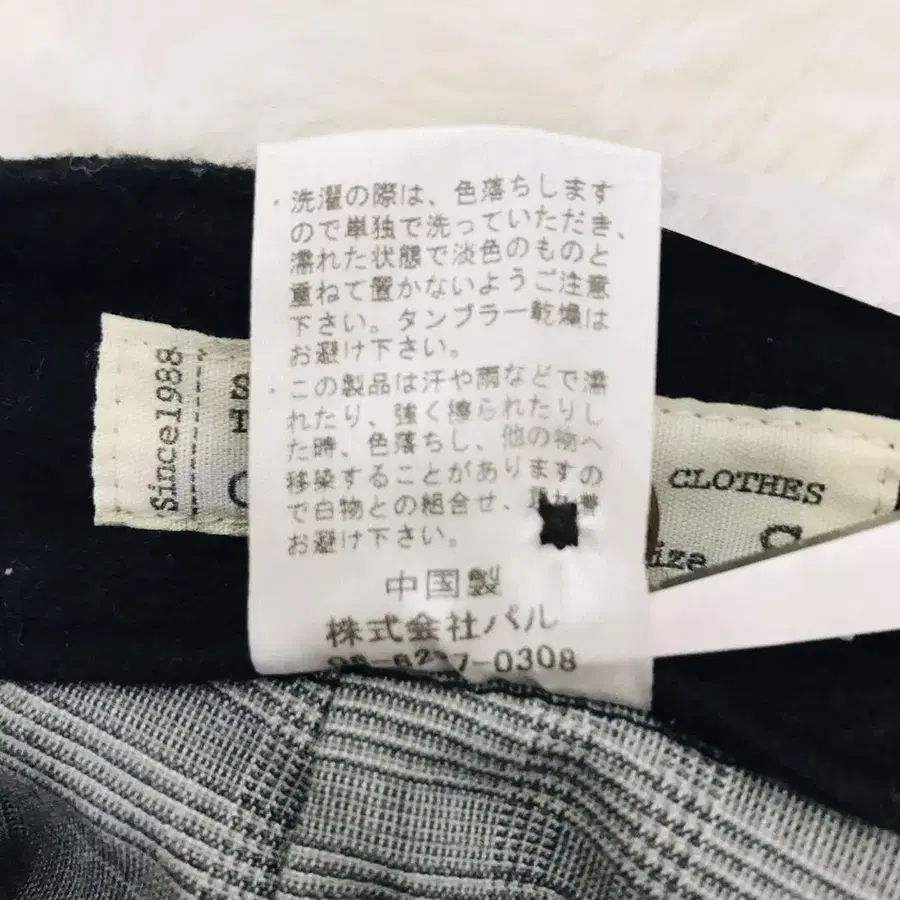 ・洗濯の際は、色落ちします
ので単独で洗っていただき、
濡れた状態で淡色のものと
重ねて置かないようご注意
下さい。タンブラー乾燥は
お避け下さい。
・この製品は汗や雨などで濡
れたり、強く擦られたりし
た時、色落ちし、他の物へ
移染することがありますの
で白物との組合せ、
お避け下さい。
中国製
株式会社パル
-0308
Since1988
CLOTHES